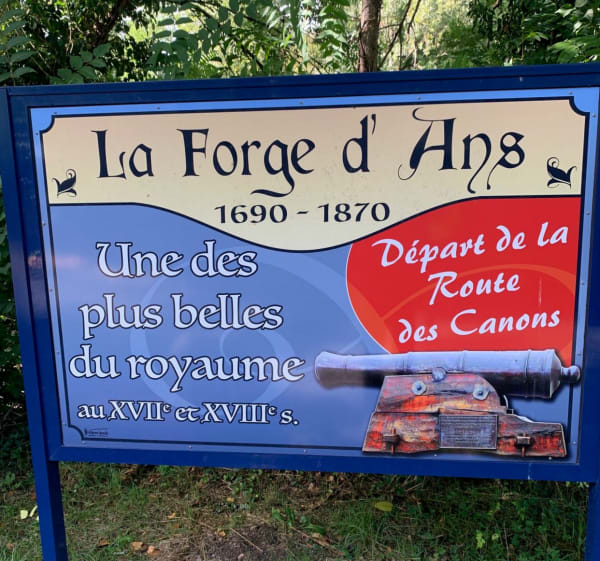 La Forge d' Ans
1690 - 1870
Une des
plus belles
du royaume
au XVIIe et XVIIIe s.
Départ de la
Route
des Canons